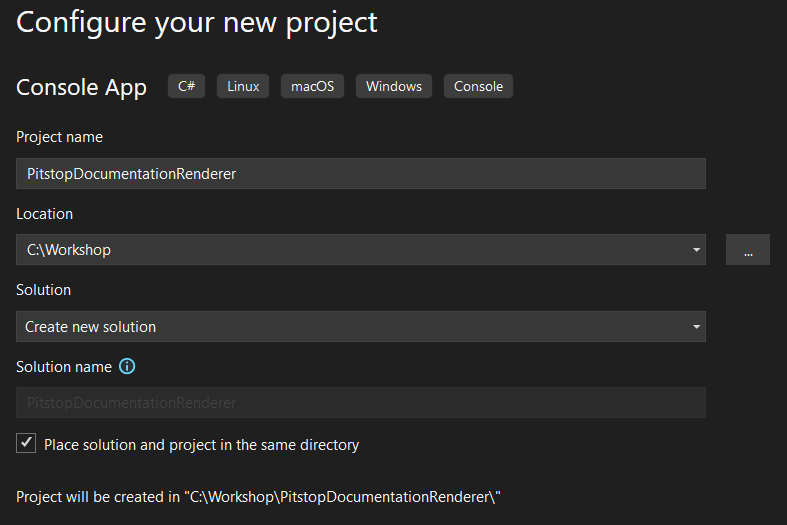 Configure your new project
Console App C# Linux macOS Windows Console
Project name
PitstopDocumentationRenderer
Location
C:\Workshop
...
Solution
Create new solution
Solution name
PitstopDocumentationRenderer
Place solution and project in the same directory
Project will be created in "C:\Workshop\PitstopDocumentationRenderer\"